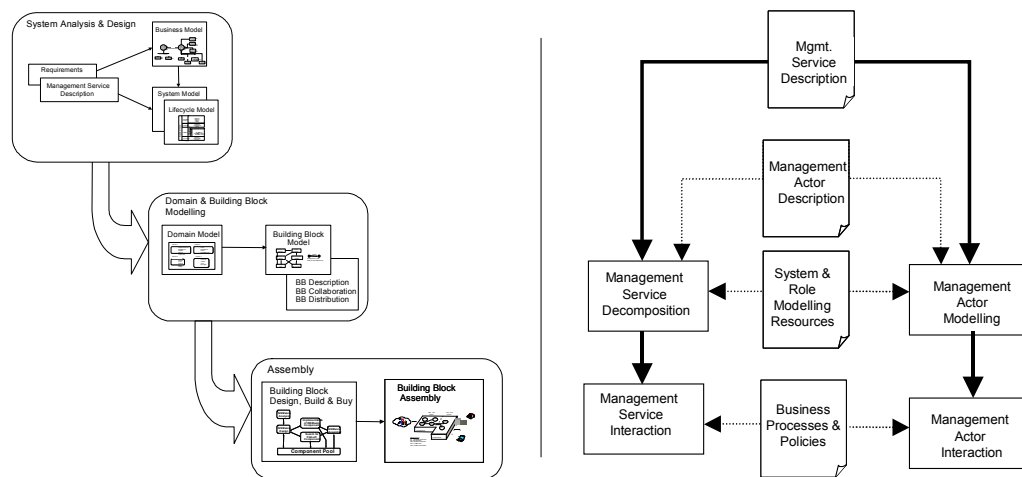 System Analysis & Design
Business Model
Requirements
Management Service
Description
System Model
Lifecycle Model
Domain & Building Block
Modelling
Domain Model
Building Block
Model
BB Description
BB Collaboration
BB Distribution
Assembly
Building Block
Design, Build & Buy
Component Pool
Building Block
Assembly
Mgmt.
Service
Description
Management
Actor
Description
Management
Service
Decomposition
System &
Role
Modelling
Resources
Management
Actor
Modelling
Management
Service
Interaction
Business
Processes &
Policies
Management
Actor
Interaction